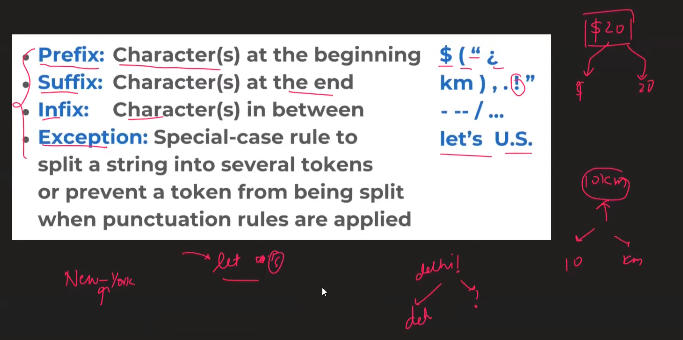 $20
$ 20
Prefix: Character(s) at the beginning $ ( “ ¿
Suffix: Character(s) at the end km ) , . ! ”
Infix: Character(s) in between - -- / ...
Exception: Special-case rule to let’s U.S.
split a string into several tokens
or prevent a token from being split
when punctuation rules are applied
10km
10 km
New-York
let 's
delhi!
del !